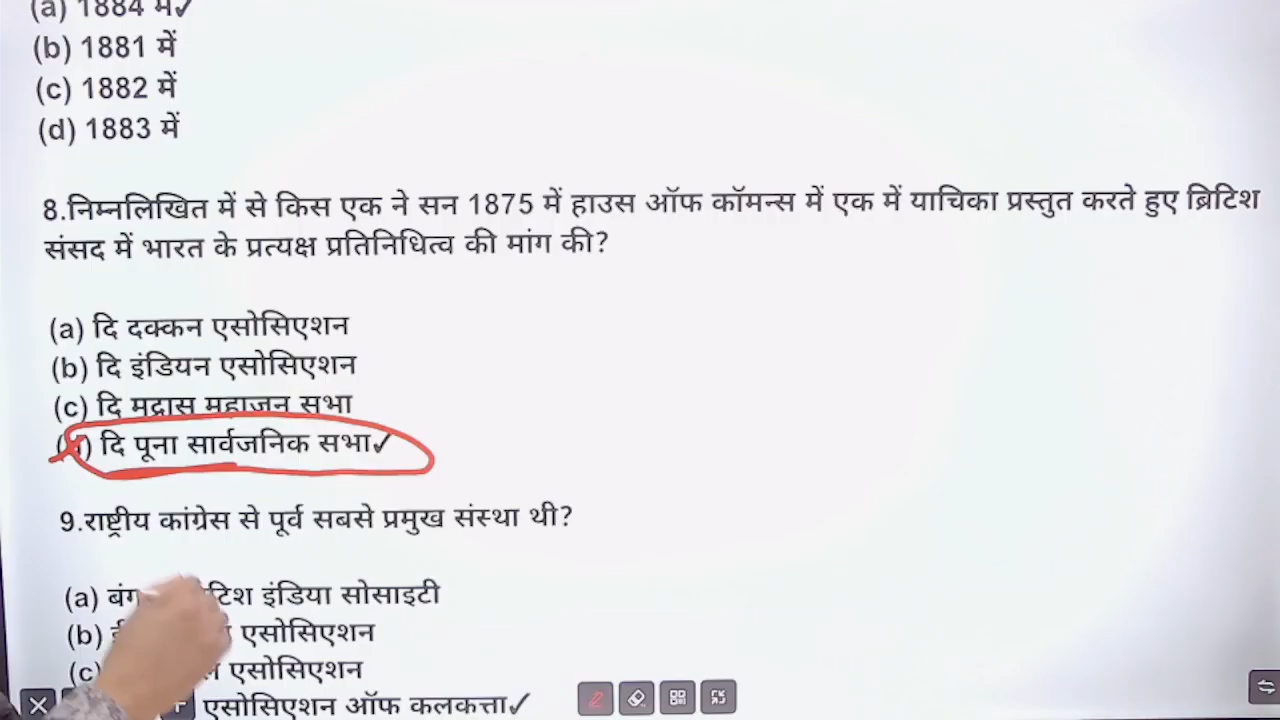 (a) 1884 में✓
(b) 1881 में
(c) 1882 में
(d) 1883 में
8.निम्नलिखित में से किस एक ने सन 1875 में हाउस ऑफ कॉमन्स में एक में याचिका प्रस्तुत करते हुए ब्रिटिश
संसद में भारत के प्रत्यक्ष प्रतिनिधित्व की मांग की?
(a) दि दक्कन एसोसिएशन
(b) दि इंडियन एसोसिएशन
(c) दि मद्रास महाजन सभा
दि पूना सार्वजनिक सभा✓
9.राष्ट्रीय कांग्रेस से पूर्व सबसे प्रमुख संस्था थी?
(a) इंडिया सोसाइटी
(b) एसोसिएशन
(c) एसोसिएशन
एसोसिएशन ऑफ कलकत्ता✓